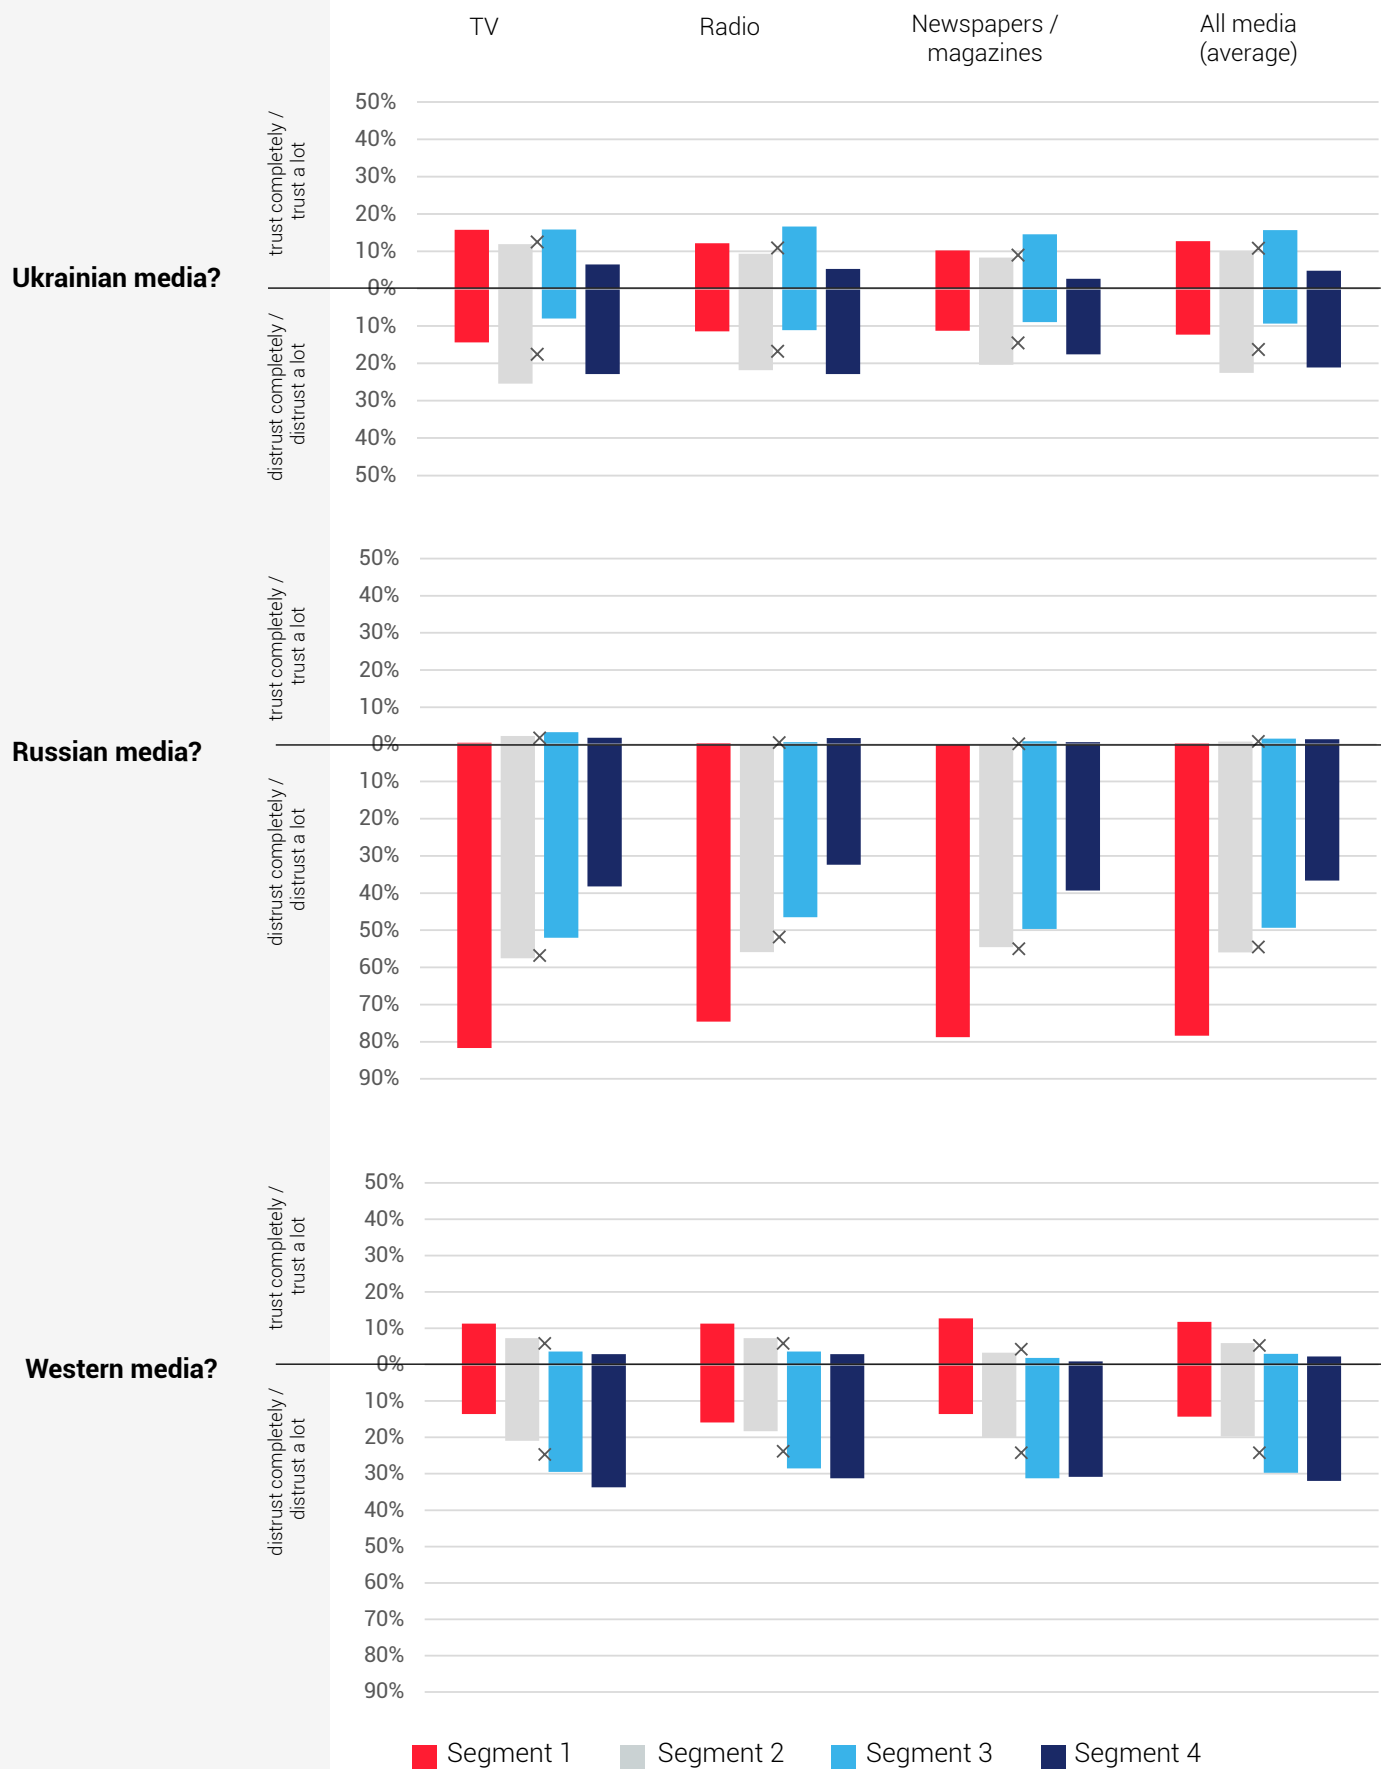 TV
Radio
Newspapers /
magazines
All media
(average)
Ukrainian media?
trust completely /
trust a lot
distrust completely /
distrust a lot
50%
40%
30%
20%
10%
0%
10%
20%
30%
40%
50%
Russian media?
trust completely /
trust a lot
distrust completely /
distrust a lot
50%
40%
30%
20%
10%
0%
10%
20%
30%
40%
50%
60%
70%
80%
90%
Western media?
trust completely /
trust a lot
distrust completely /
distrust a lot
50%
40%
30%
20%
10%
0%
10%
20%
30%
40%
50%
60%
70%
80%
90%
Segment 1
Segment 2
Segment 3
Segment 4